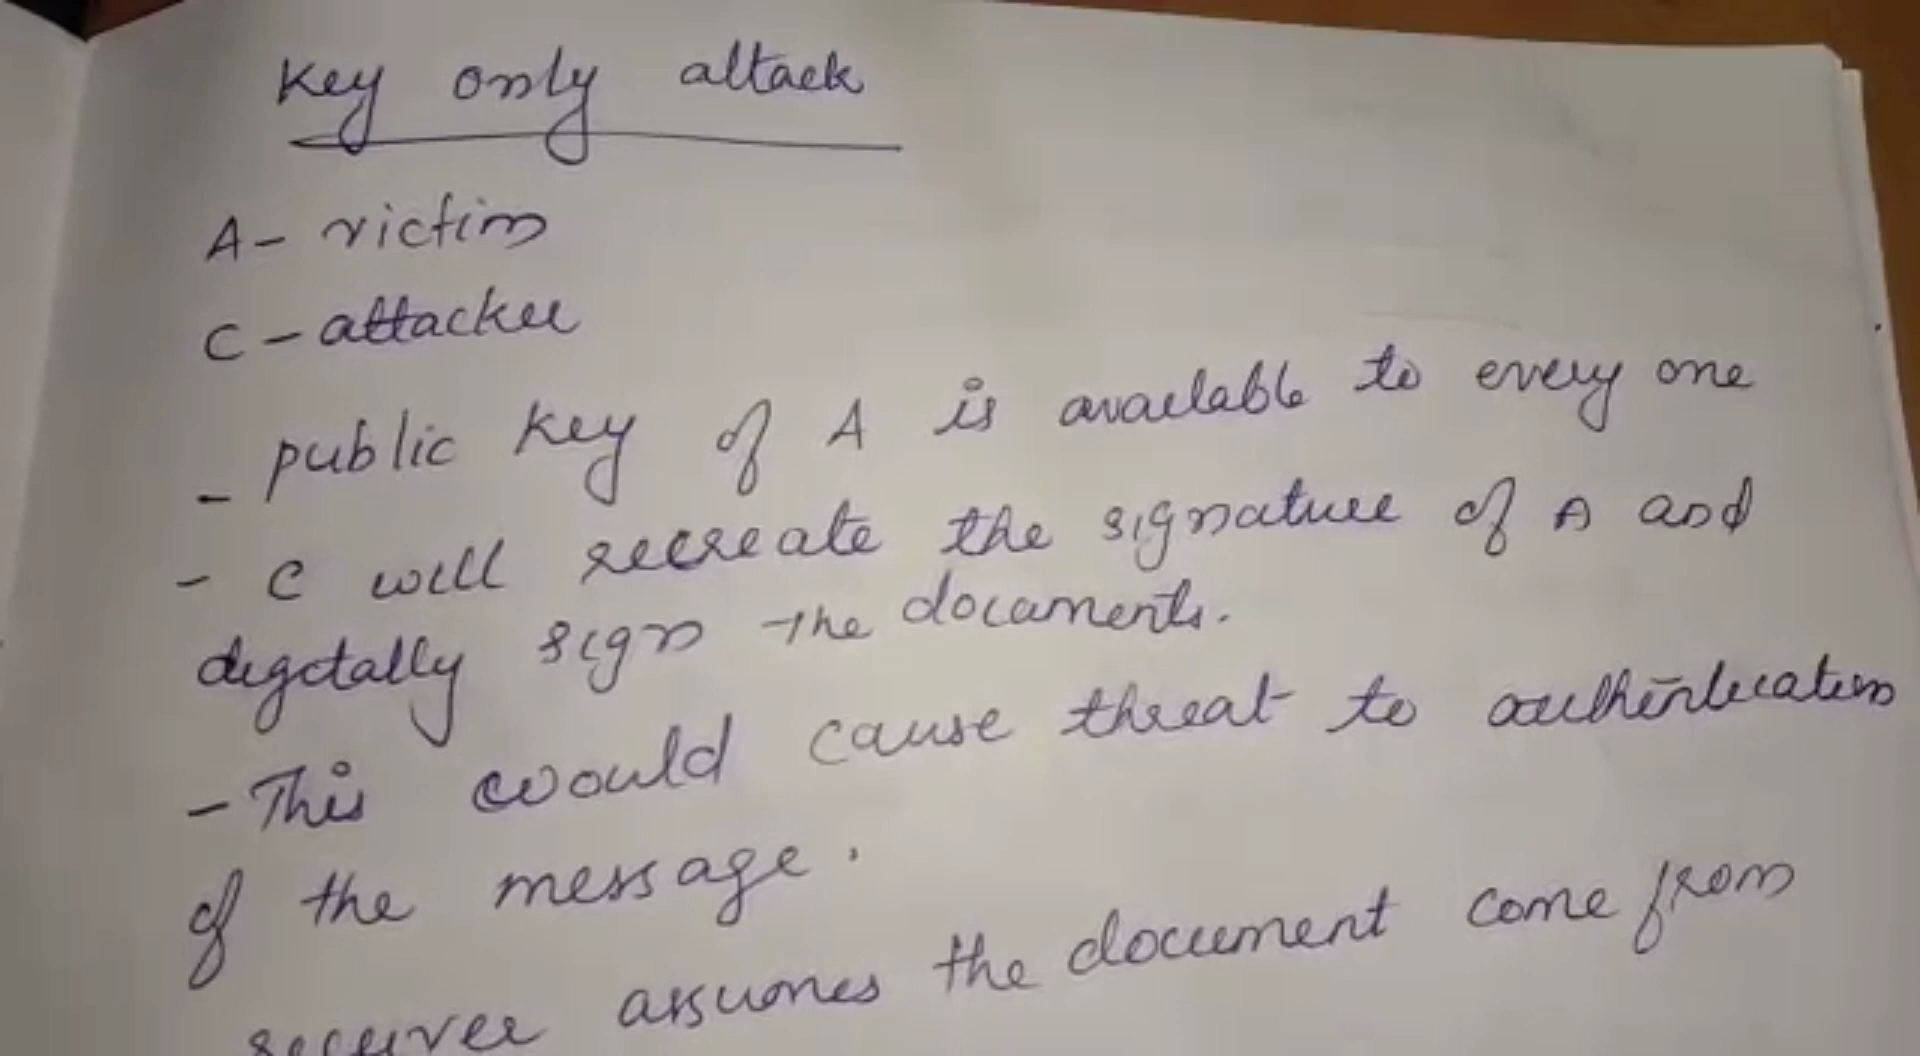 Key only attack
A - victim
C - attacker
- public key of A is available to every one
- C will recreate the signature of A and
digitally sign the documents.
- This would cause threat to authentication
of the message.
receiver assumes the document come from